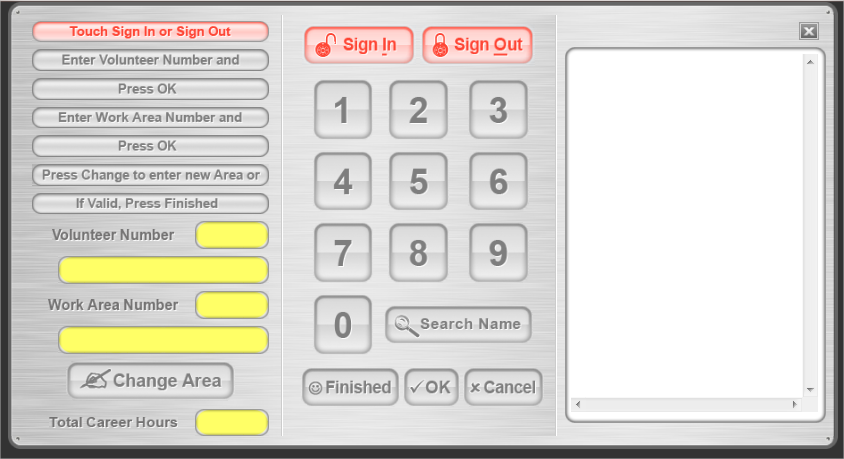 Touch Sign In or Sign Out
Enter Volunteer Number and
Press OK
Enter Work Area Number and
Press OK
Press Change to enter new Area or
If Valid, Press Finished
Volunteer Number
Work Area Number
Change Area
Total Career Hours
Sign In Sign Out
1 2 3
4 5 6
7 8 9
0 Search Name
Finished OK Cancel